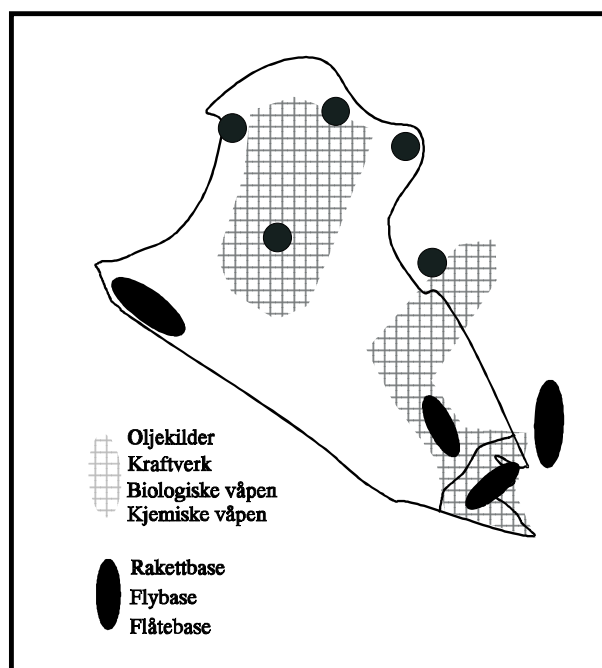 Oljekilder
Kraftverk
Biologiske våpen
Kjemiske våpen
Rakettbase
Flybase
Flåtebase